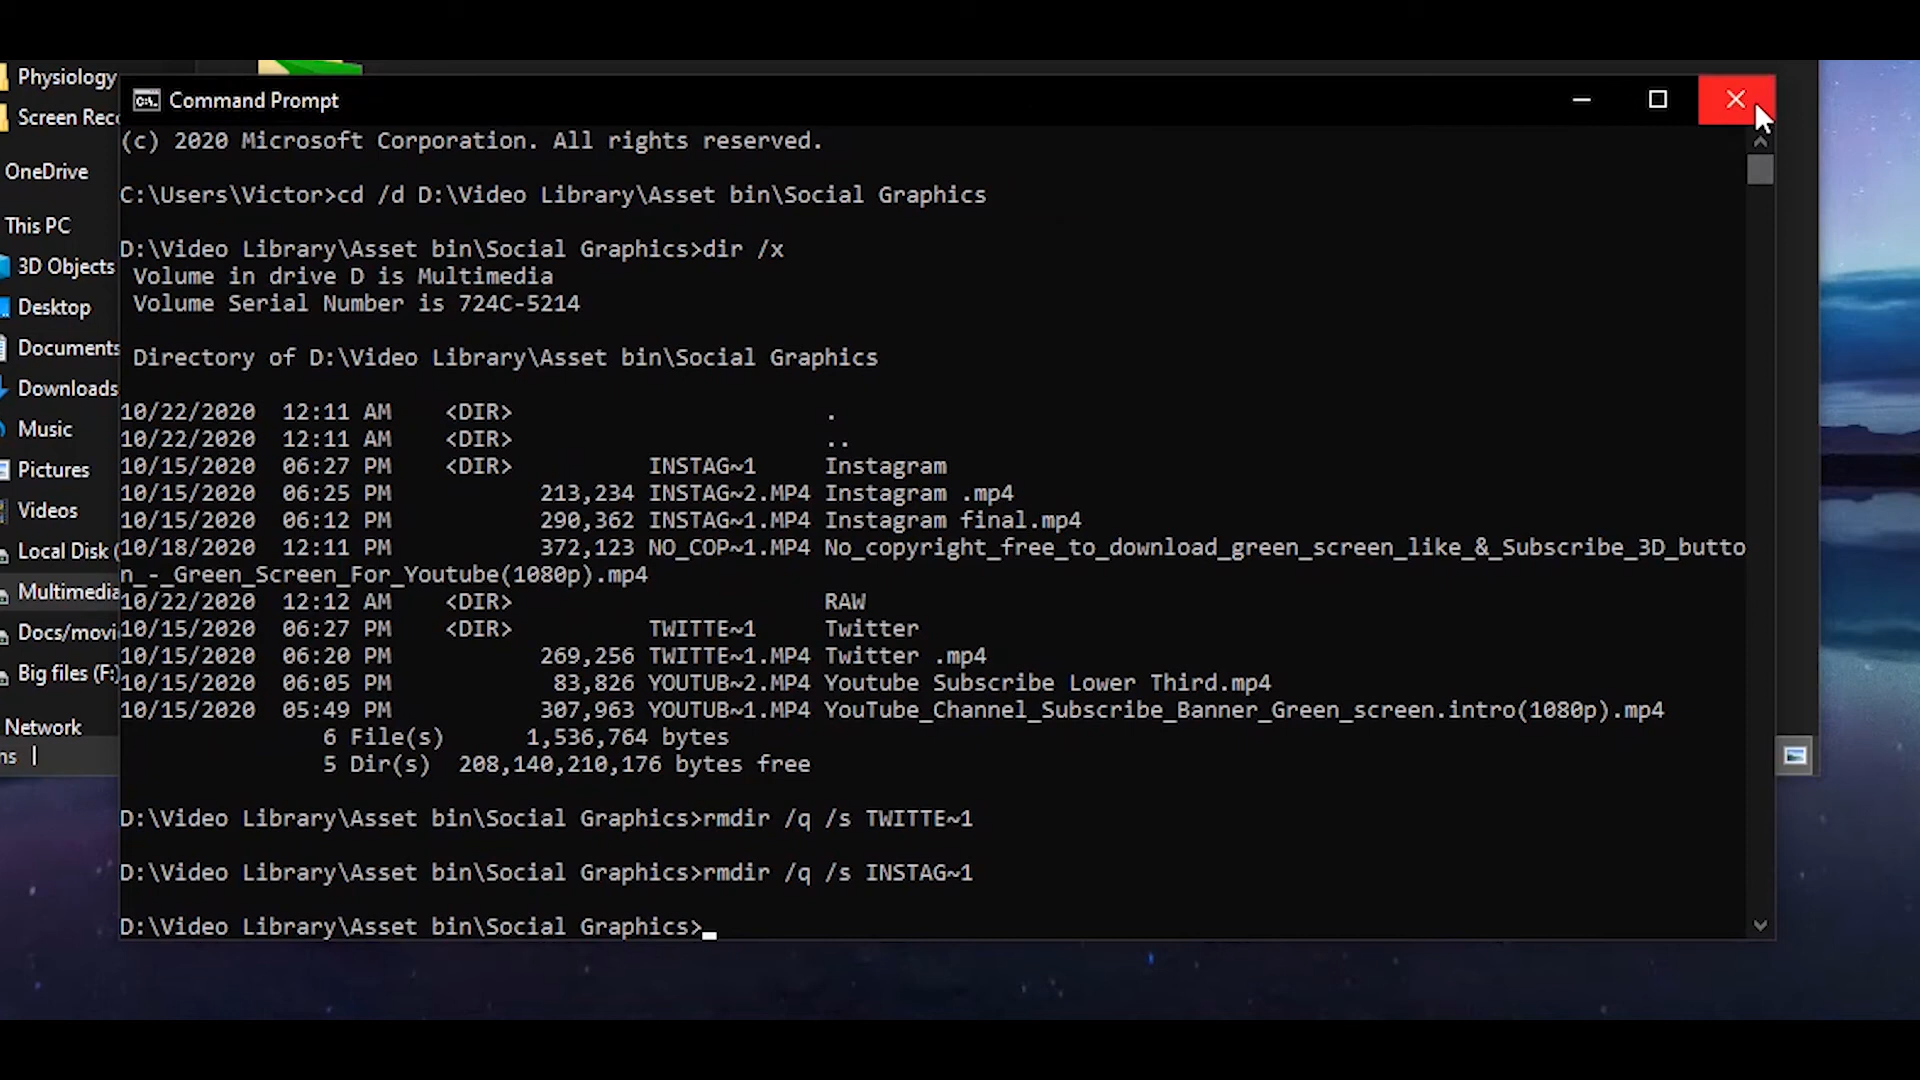 Physiology
Screen Rec
OneDrive
This PC
3D Objects
Desktop
Documents
Downloads
Music
Pictures
Videos
Local Disk (
Multimedia
Docs/movi
Big files (F:)
Network
ns
Command Prompt
(c) 2020 Microsoft Corporation. All rights reserved.
C:\Users\Victor>cd /d D:\Video Library\Asset bin\Social Graphics
D:\Video Library\Asset bin\Social Graphics>dir /x
Volume in drive D is Multimedia
Volume Serial Number is 724C-5214
Directory of D:\Video Library\Asset bin\Social Graphics
10/22/2020  12:11 AM    <DIR>                       .
10/22/2020  12:11 AM    <DIR>                       ..
10/15/2020  06:27 PM    <DIR>          INSTAG~1     Instagram
10/15/2020  06:25 PM           213,234 INSTAG~2.MP4 Instagram .mp4
10/15/2020  06:12 PM           290,362 INSTAG~1.MP4 Instagram final.mp4
10/18/2020  12:11 PM           372,123 NO_COP~1.MP4 No_copyright_free_to_download_green_screen_like_&_Subscribe_3D_butto
n_-_Green_Screen_For_Youtube(1080p).mp4
10/22/2020  12:12 AM    <DIR>                       RAW
10/15/2020  06:27 PM    <DIR>          TWITTE~1     Twitter
10/15/2020  06:20 PM           269,256 TWITTE~1.MP4 Twitter .mp4
10/15/2020  06:05 PM            83,826 YOUTUB~2.MP4 Youtube Subscribe Lower Third.mp4
10/15/2020  05:49 PM           307,963 YOUTUB~1.MP4 YouTube_Channel_Subscribe_Banner_Green_screen.intro(1080p).mp4
6 File(s)      1,536,764 bytes
5 Dir(s)  208,140,210,176 bytes free
D:\Video Library\Asset bin\Social Graphics>rmdir /q /s TWITTE~1
D:\Video Library\Asset bin\Social Graphics>rmdir /q /s INSTAG~1
D:\Video Library\Asset bin\Social Graphics>